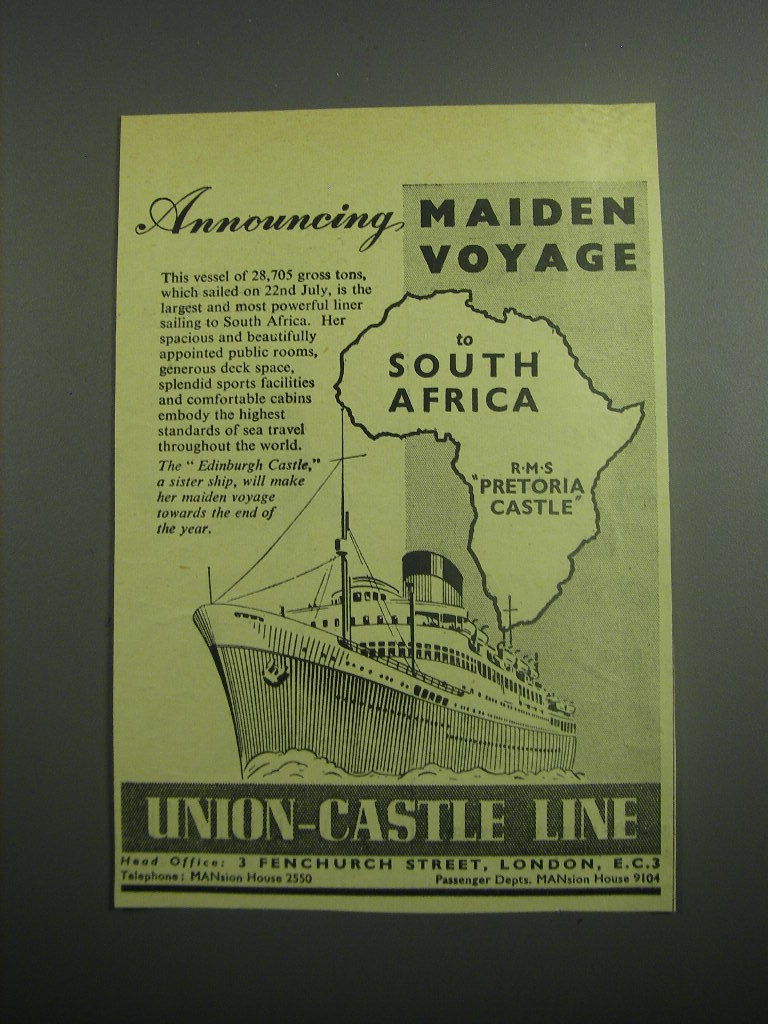 Announcing MAIDEN
VOYAGE
to
SOUTH
AFRICA
R·M·S
"PRETORIA
CASTLE"
This vessel of 28,705 gross tons,
which sailed on 22nd July, is the
largest and most powerful liner
sailing to South Africa. Her
spacious and beautifully
appointed public rooms,
generous deck space,
splendid sports facilities
and comfortable cabins
embody the highest
standards of sea travel
throughout the world.
The "Edinburgh Castle,"
a sister ship, will make
her maiden voyage
towards the end of
the year.
UNION-CASTLE LINE
Head Office: 3 FENCHURCH STREET, LONDON, E.C.3
Telephone: MANsion House 2550 Passenger Depts. MANsion House 9104